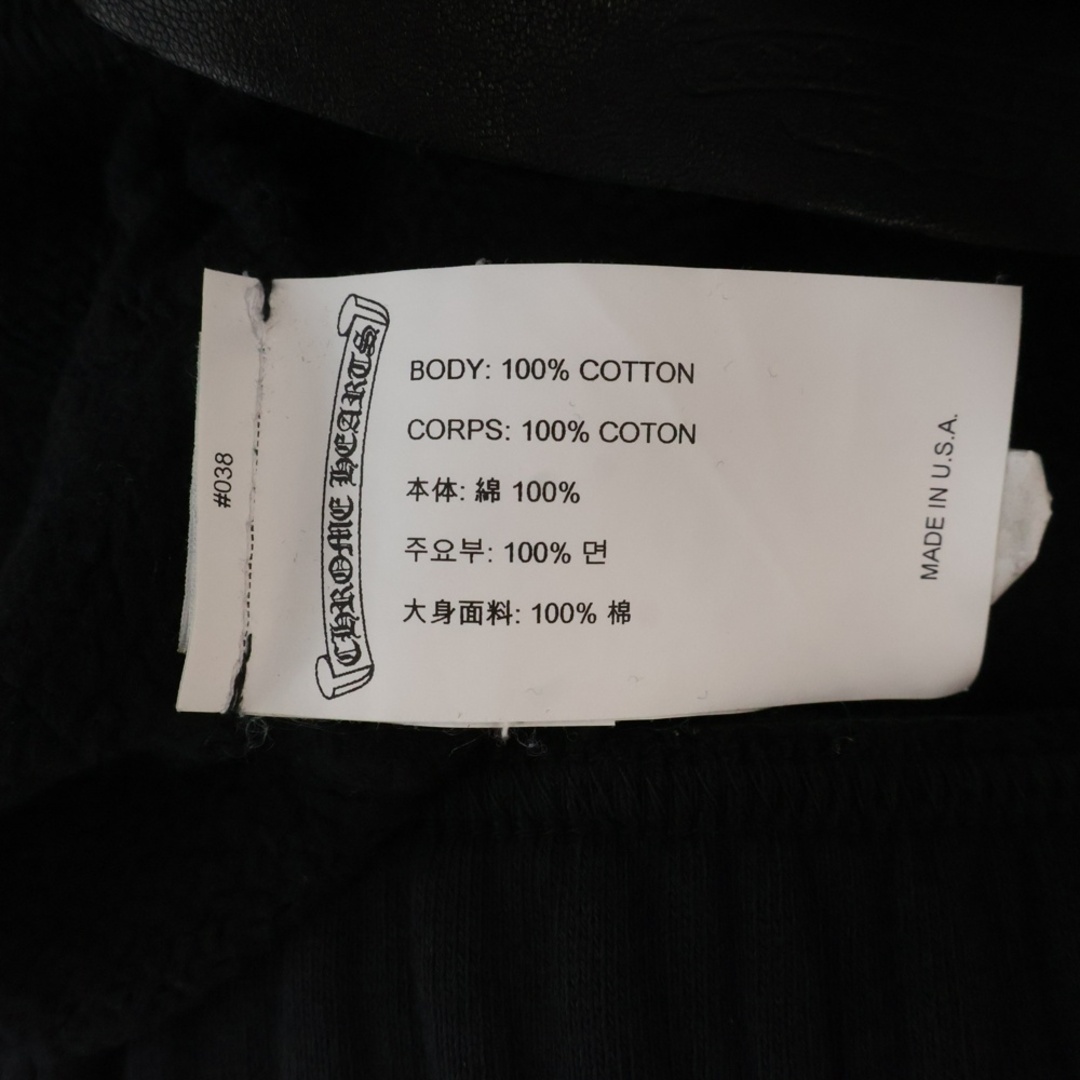 #038
CHROME HEARTS
BODY: 100% COTTON
CORPS: 100% COTON
本体: 綿 100%
주요부: 100% 면
大身面料: 100% 棉
MADE IN U.S.A.